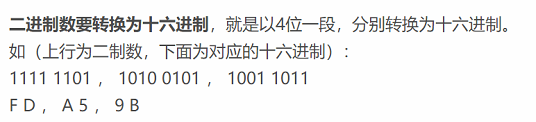 二进制数要转换为十六进制，就是以4位一段，分别转换为十六进制。
如（上行为二制数，下面为对应的十六进制）：
1111 1101 ， 1010 0101 ， 1001 1011
F D ， A 5 ， 9 B